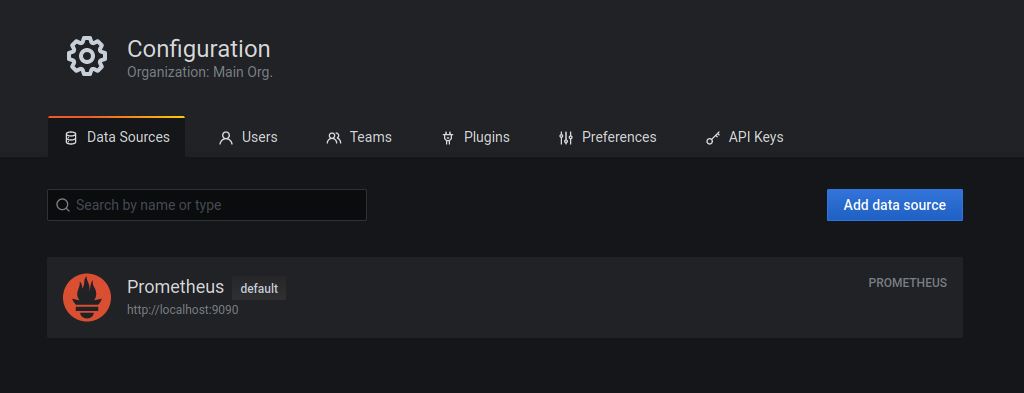 Configuration
Organization: Main Org.
Data Sources Users Teams Plugins Preferences API Keys
Search by name or type Add data source
Prometheus default PROMETHEUS
http://localhost:9090